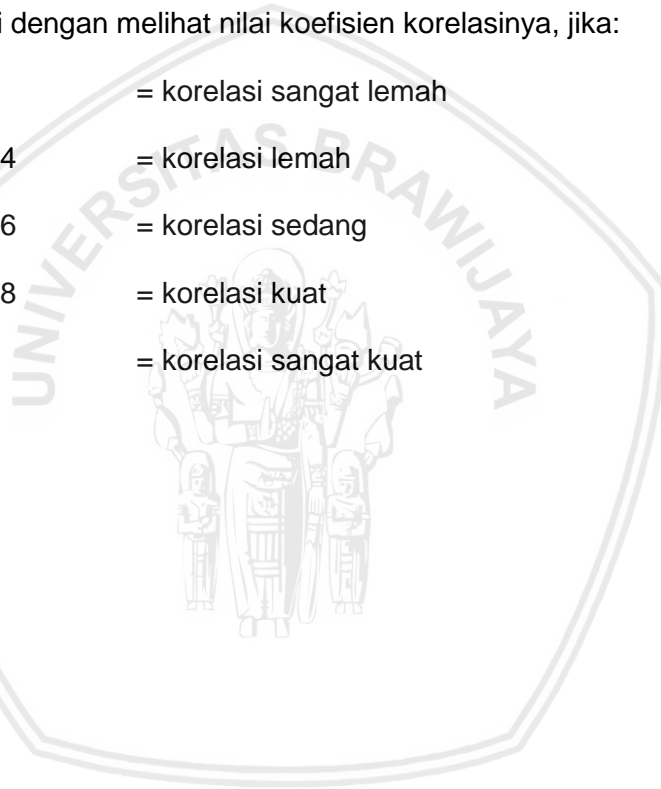 i dengan melihat nilai koefisien korelasinya, jika:
= korelasi sangat lemah
4 = korelasi lemah
6 = korelasi sedang
8 = korelasi kuat
= korelasi sangat kuat
UNIVERSITAS BRAWIJAYA